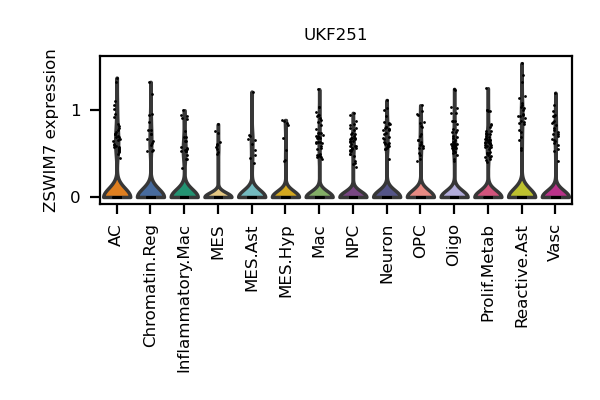 UKF251
ZSWIM7 expression
1
0
AC
Chromatin.Reg
Inflammatory.Mac
MES
MES.Ast
MES.Hyp
Mac
NPC
Neuron
OPC
Oligo
Prolif.Metab
Reactive.Ast
Vasc